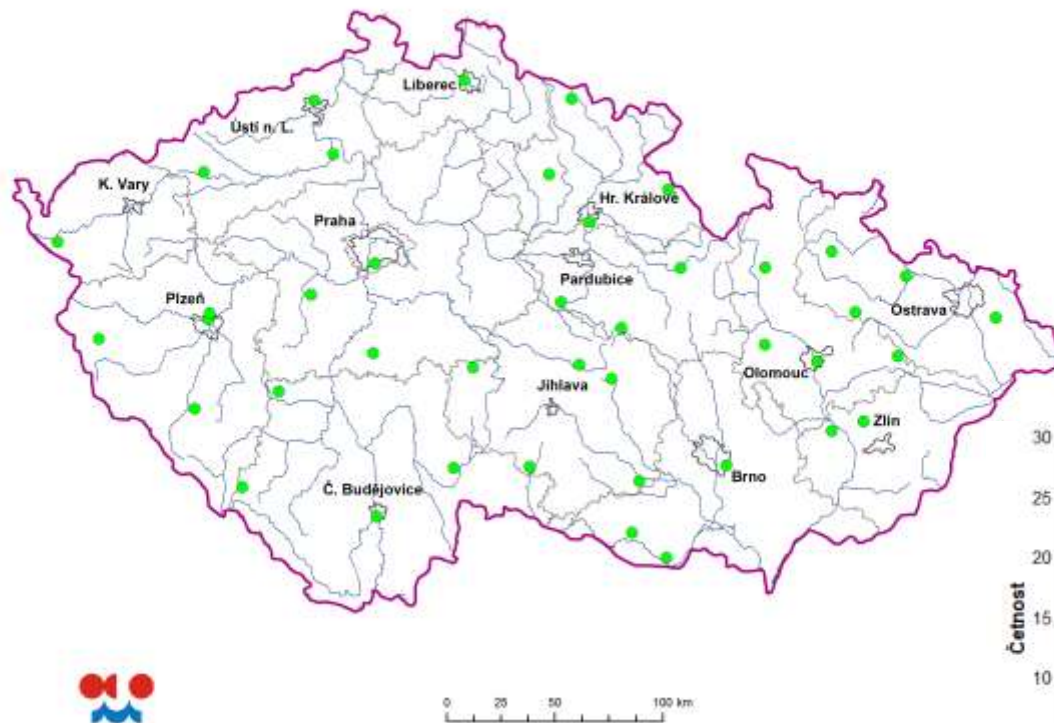 Liberec
Ústí n. L.
K. Vary
Hr. Králové
Praha
Pardubice
Plzeň
Ostrava
Olomouc
Jihlava
Zlín
Brno
Č. Budějovice
30
25
20
15
10
Četnost
0 25 50 100 km